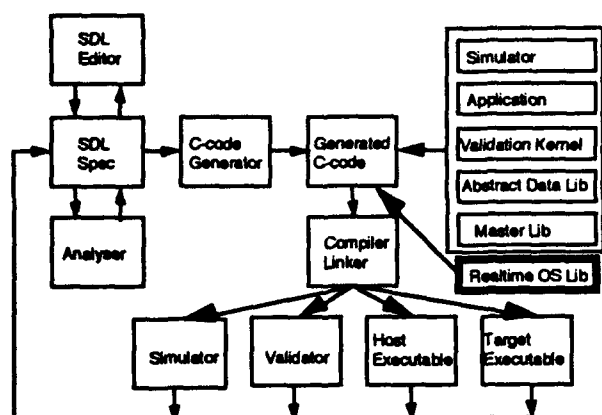 SDL
Editor
Simulator
Application
SDL
Spec
C-code
Generator
Generated
C-code
Validation Kernel
Abstract Data Lib
Analyser
Compiler
Linker
Master Lib
Realtime OS Lib
Simulator
Validator
Host
Executable
Target
Executable